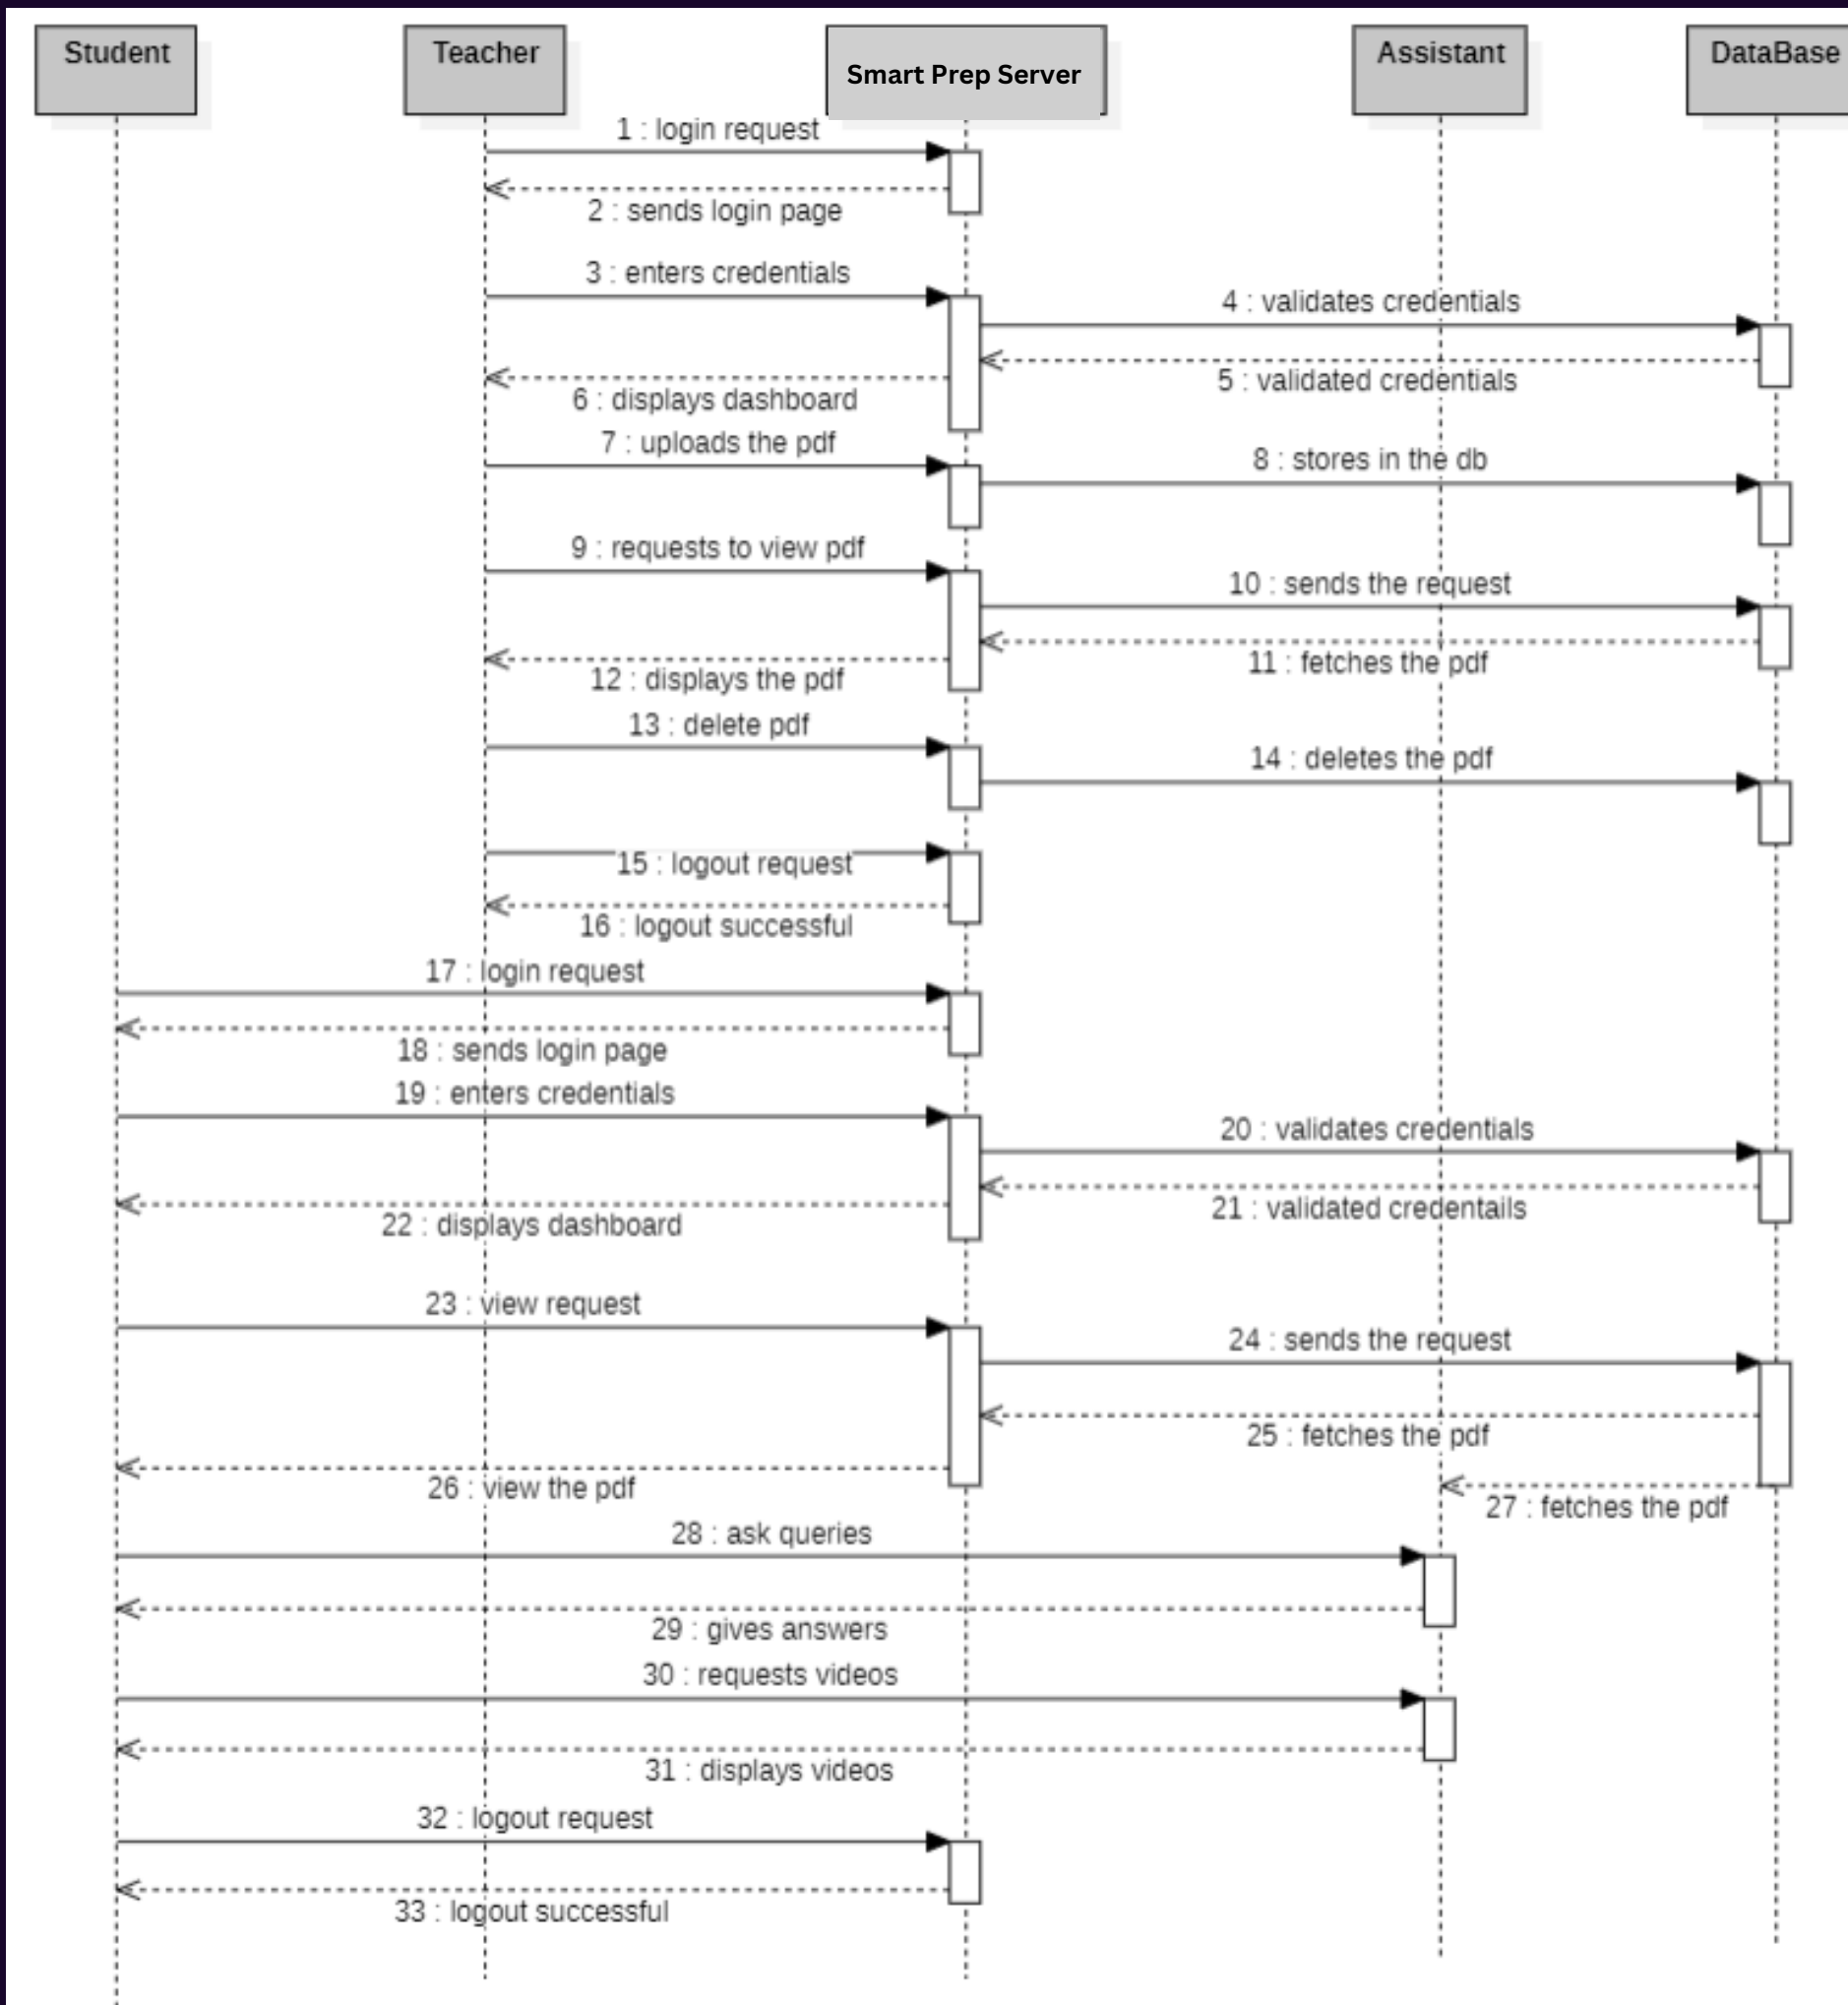 Student
Teacher
Smart Prep Server
Assistant
DataBase
1 : login request
2 : sends login page
3 : enters credentials
4 : validates credentials
5 : validated credentials
6 : displays dashboard
7 : uploads the pdf
8 : stores in the db
9 : requests to view pdf
10 : sends the request
11 : fetches the pdf
12 : displays the pdf
13 : delete pdf
14 : deletes the pdf
15 : logout request
16 : logout successful
17 : login request
18 : sends login page
19 : enters credentials
20 : validates credentials
21 : validated credentails
22 : displays dashboard
23 : view request
24 : sends the request
25 : fetches the pdf
26 : view the pdf
27 : fetches the pdf
28 : ask queries
29 : gives answers
30 : requests videos
31 : displays videos
32 : logout request
33 : logout successful